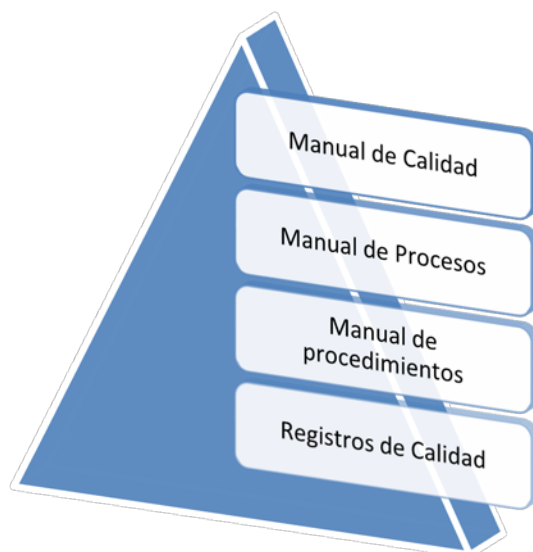 Manual de Calidad
Manual de Procesos
Manual de
procedimientos
Registros de Calidad